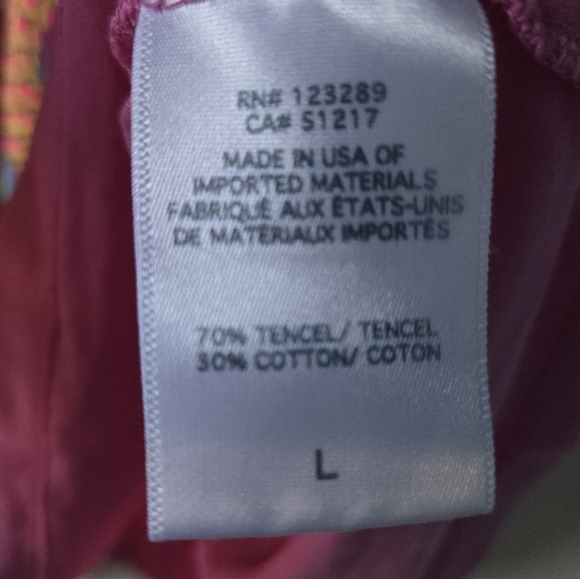 RN# 123289
CA# 51217
MADE IN USA OF
IMPORTED MATERIALS
FABRIQUÉ AUX ÉTATS-UNIS
DE MATÉRIAUX IMPORTÉS
70% TENCEL/ TENCEL
30% COTTON/ COTON
L